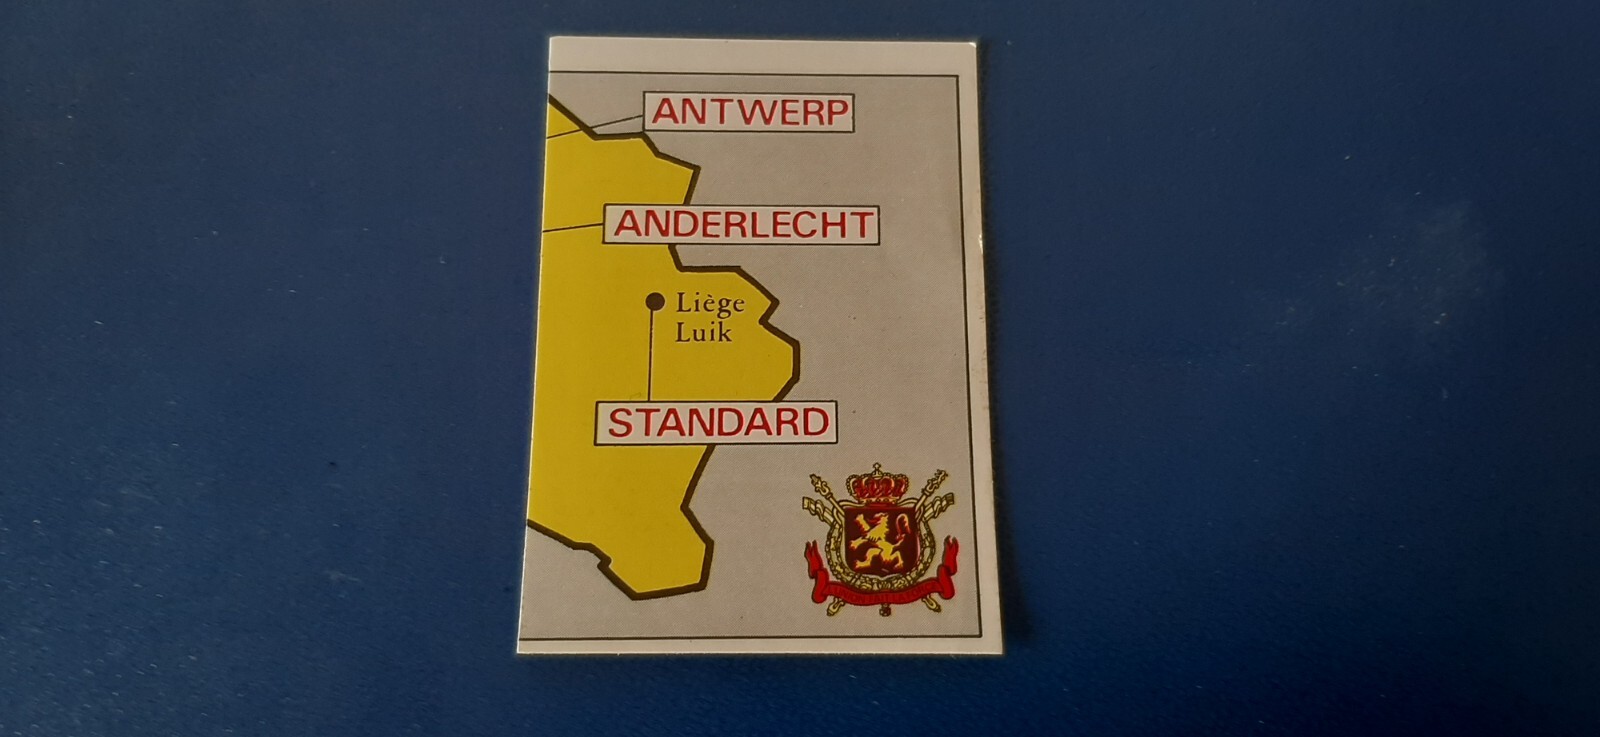 ANTWERP
ANDERLECHT
Liège
Luik
STANDARD